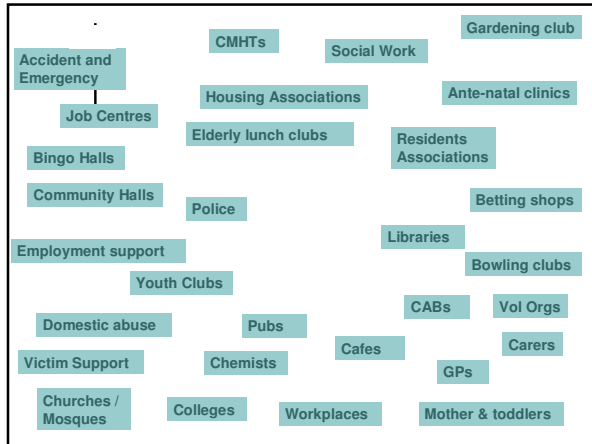 Gardening club
CMHTs
Social Work
Accident and
Emergency
Housing Associations
Ante-natal clinics
Job Centres
Elderly lunch clubs
Residents
Associations
Bingo Halls
Community Halls
Police
Betting shops
Libraries
Employment support
Bowling clubs
Youth Clubs
CABs
Vol Orgs
Domestic abuse
Pubs
Cafes
Carers
Victim Support
Chemists
GPs
Churches /
Mosques
Colleges
Workplaces
Mother & toddlers